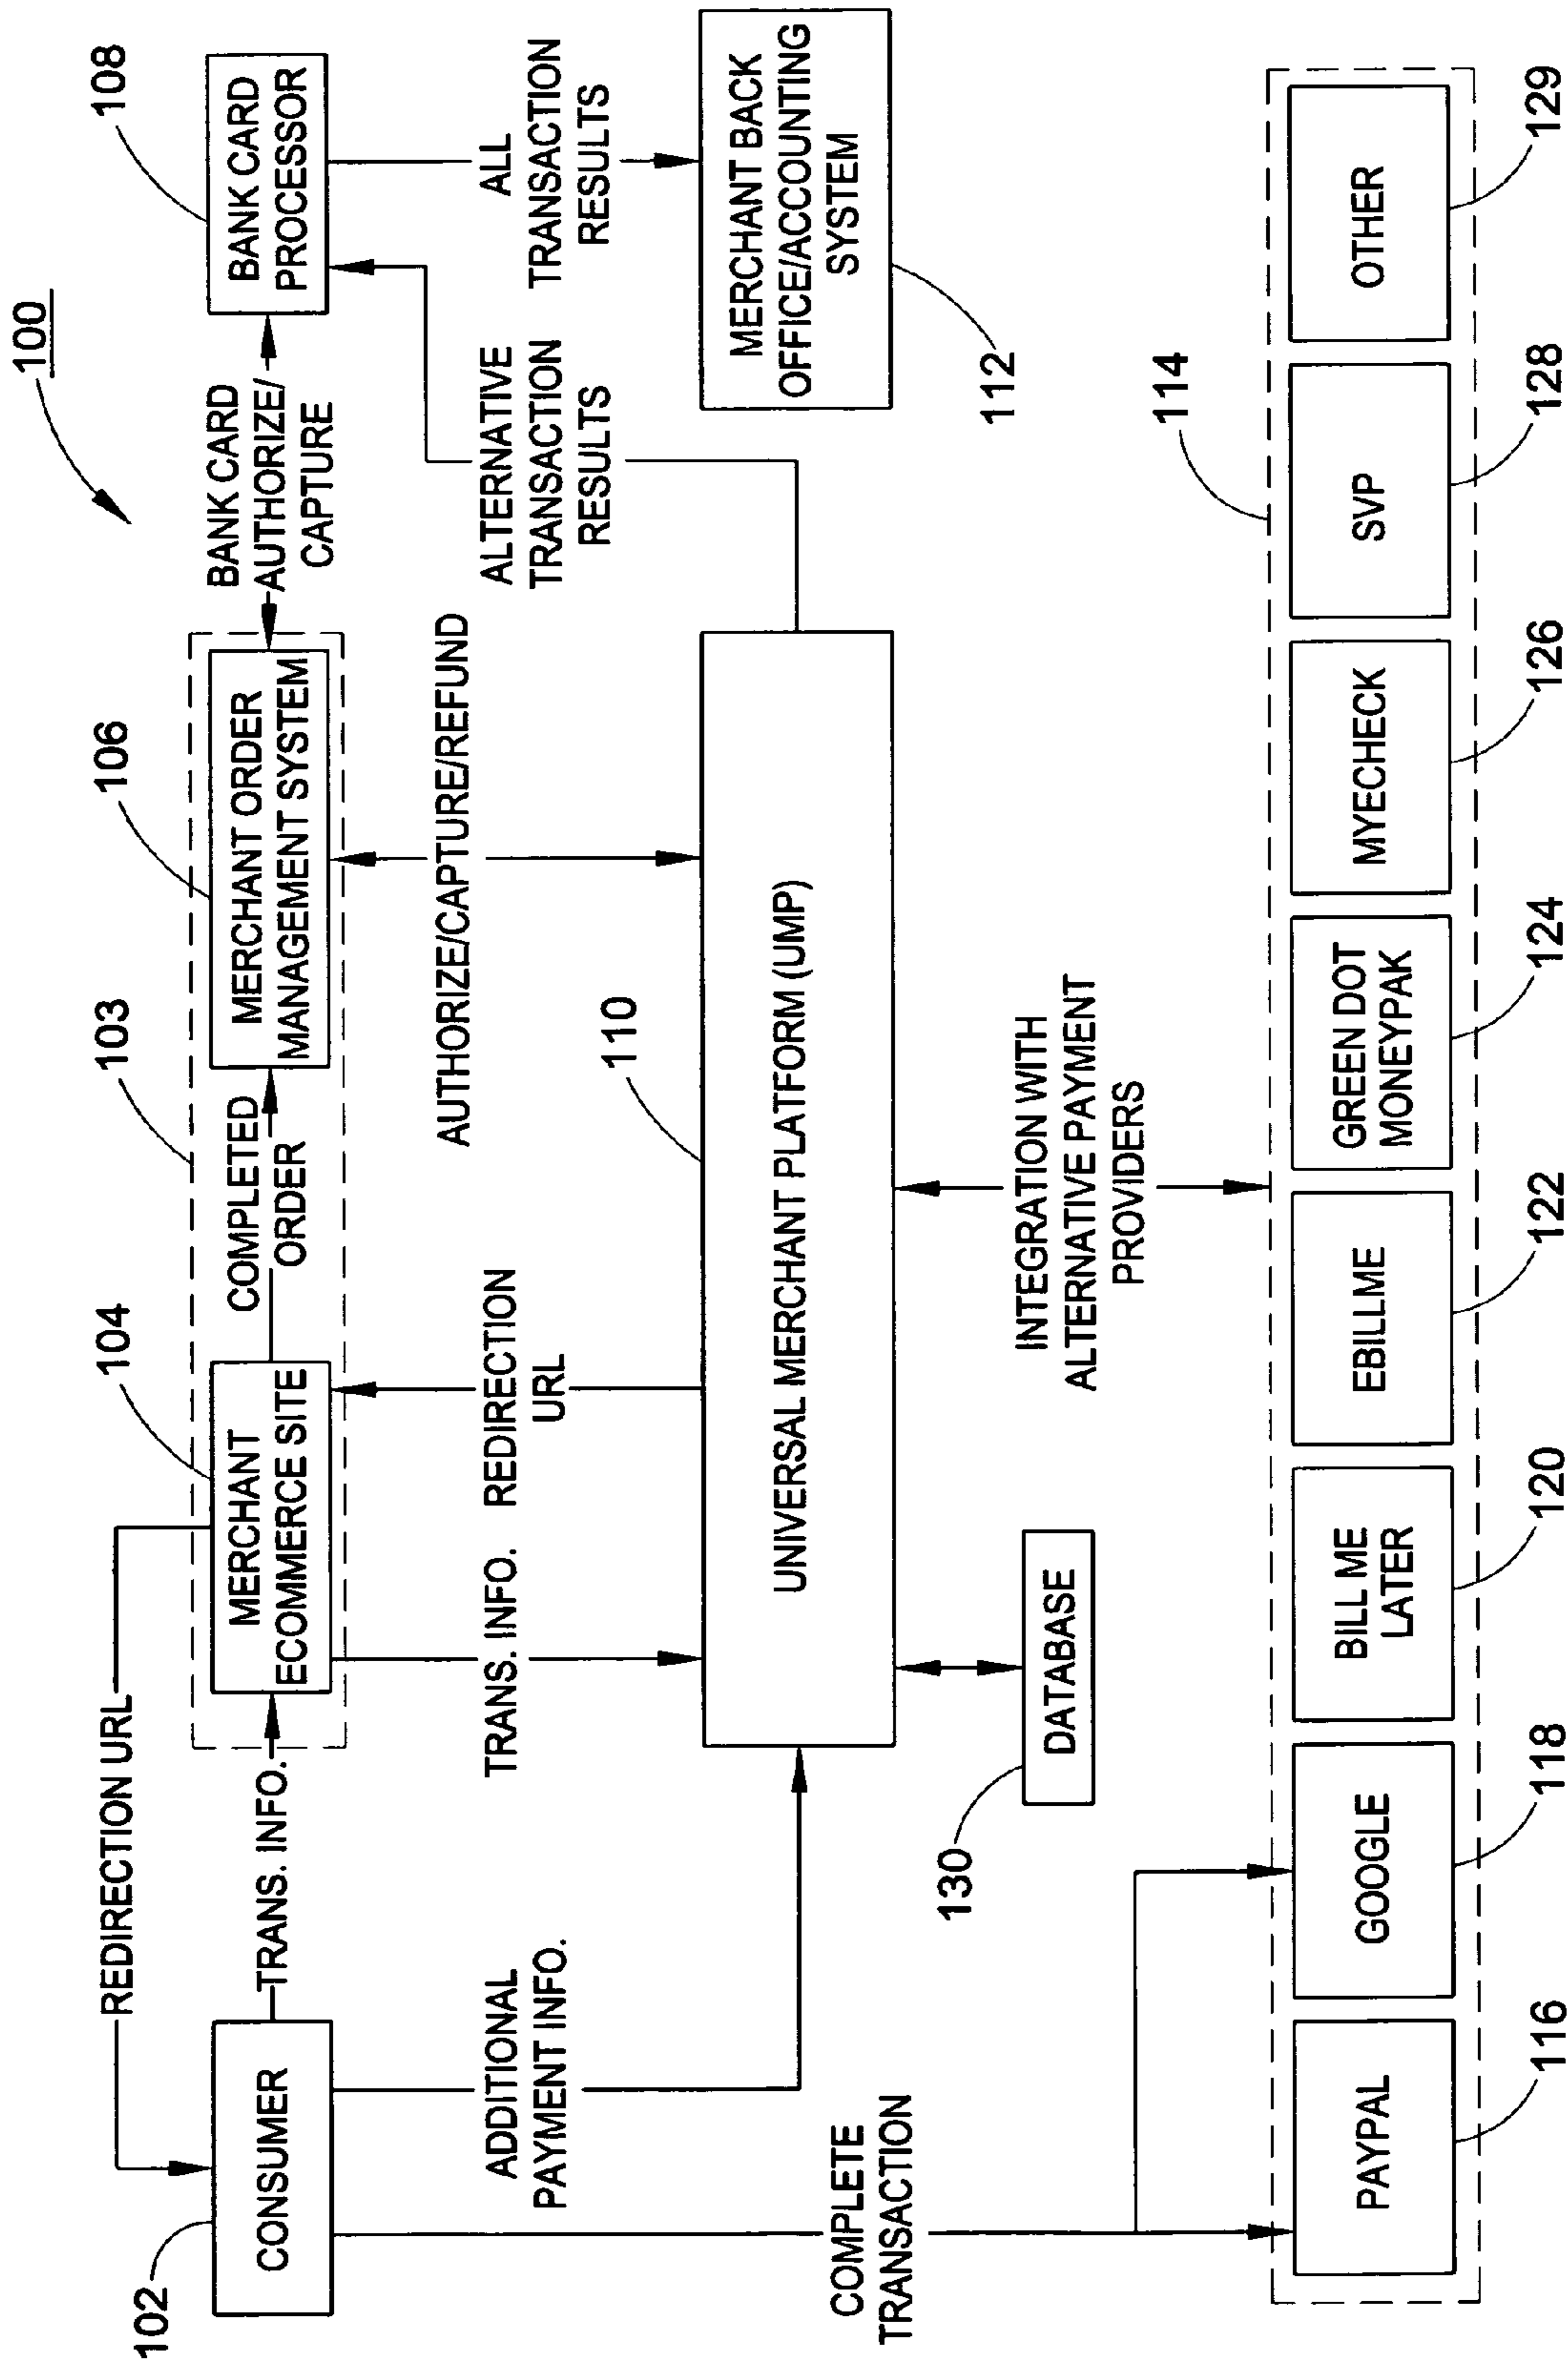 100
102
103
104
106
108
REDIRECTION URL
CONSUMER
TRANS. INFO.
MERCHANT
ECOMMERCE SITE
COMPLETED
ORDER
MERCHANT ORDER
MANAGEMENT SYSTEM
BANK CARD
AUTHORIZE/
CAPTURE
BANK CARD
PROCESSOR
ADDITIONAL
PAYMENT INFO.
TRANS. INFO.
REDIRECTION
URL
AUTHORIZE/CAPTURE/REFUND
ALTERNATIVE
TRANSACTION
RESULTS
ALL
TRANSACTION
RESULTS
110
UNIVERSAL MERCHANT PLATFORM (UMP)
MERCHANT BACK
OFFICE/ACCOUNTING
SYSTEM
112
COMPLETE
TRANSACTION
130
DATABASE
INTEGRATION WITH
ALTERNATIVE PAYMENT
PROVIDERS
114
PAYPAL
GOOGLE
BILL ME
LATER
EBILLME
GREEN DOT
MONEYPAK
MYECHECK
SVP
OTHER
116
118
120
122
124
126
128
129